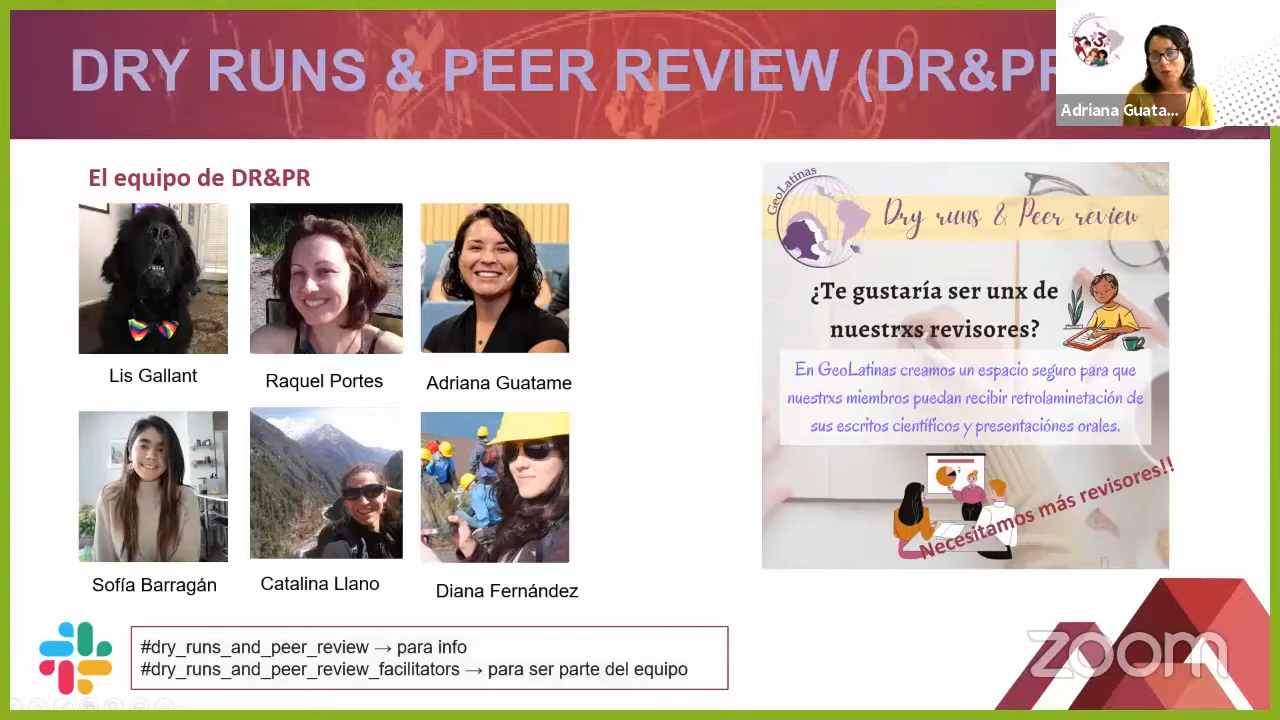 DRY RUNS & PEER REVIEW (DR&PR
Adriana Guata...
El equipo de DR&PR
Lis Gallant
Raquel Portes
Adriana Guatame
Sofía Barragán
Catalina Llano
Diana Fernández
GeoLatinas
Dry runs & Peer review
¿Te gustaría ser unx de
nuestrxs revisores?
En GeoLatinas creamos un espacio seguro para que
nuestrxs miembros puedan recibir retrolaminetación de
sus escritos científicos y presentaciónes orales.
Necesitamos más revisores!!
#dry_runs_and_peer_review → para info
#dry_runs_and_peer_review_facilitators → para ser parte del equipo
zoom